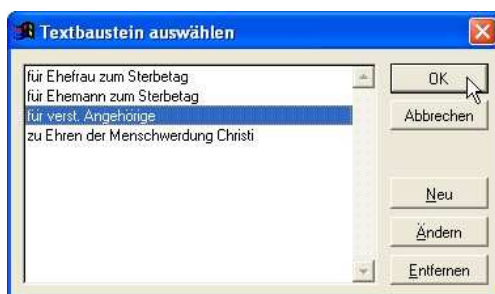 Textbaustein auswählen
für Ehefrau zum Sterbetag
für Ehemann zum Sterbetag
für verst. Angehörige
zu Ehren der Menschwerdung Christi
OK
Abbrechen
Neu
Ändern
Entfernen